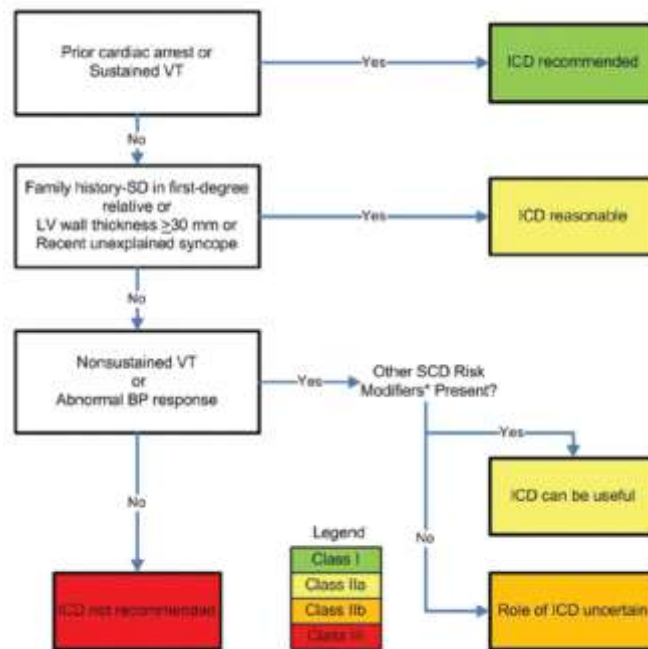 Prior cardiac arrest or
Sustained VT
Yes
ICD recommended
No
Family history-SD in first-degree
relative or
LV wall thickness ≥30 mm or
Recent unexplained syncope
Yes
ICD reasonable
No
Nonsustained VT
or
Abnormal BP response
Yes
Other SCD Risk
Modifiers* Present?
Yes
ICD can be useful
No
No
Legend
Class I
Class IIa
Class IIb
Class III
ICD not recommended
Role of ICD uncertain